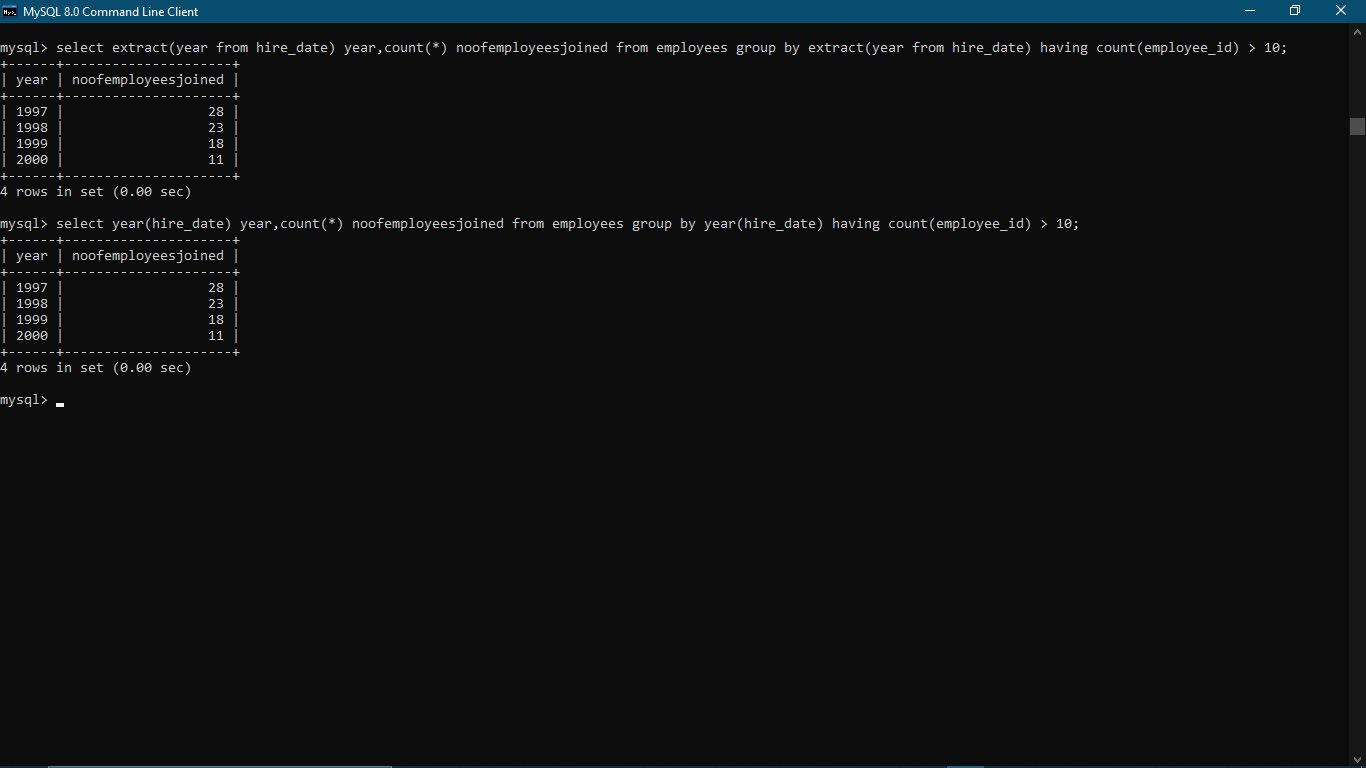 MySQL 8.0 Command Line Client
mysql> select extract(year from hire_date) year,count(*) noofemployeesjoined from employees group by extract(year from hire_date) having count(employee_id) > 10;
+------+---------------------+
| year | noofemployeesjoined |
+------+---------------------+
| 1997 |                  28 |
| 1998 |                  23 |
| 1999 |                  18 |
| 2000 |                  11 |
+------+---------------------+
4 rows in set (0.00 sec)
mysql> select year(hire_date) year,count(*) noofemployeesjoined from employees group by year(hire_date) having count(employee_id) > 10;
+------+---------------------+
| year | noofemployeesjoined |
+------+---------------------+
| 1997 |                  28 |
| 1998 |                  23 |
| 1999 |                  18 |
| 2000 |                  11 |
+------+---------------------+
4 rows in set (0.00 sec)
mysql>